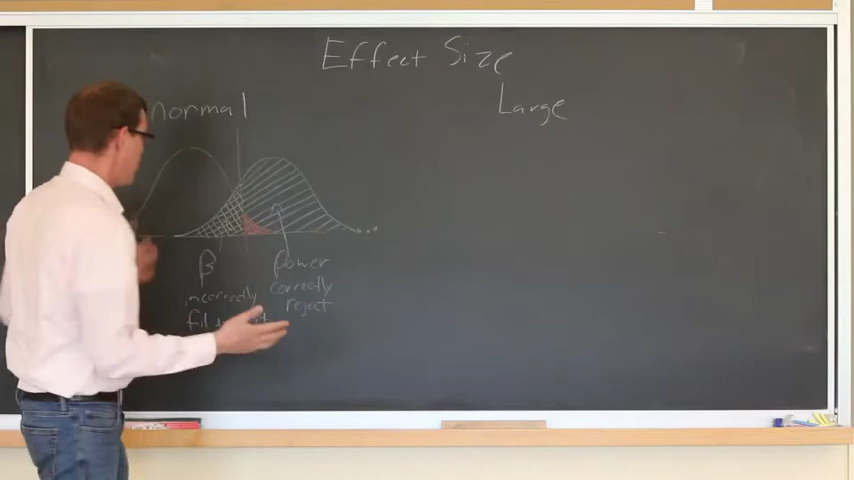 Effect Size
normal
Large
β
incorrectly
power
correctly
reject